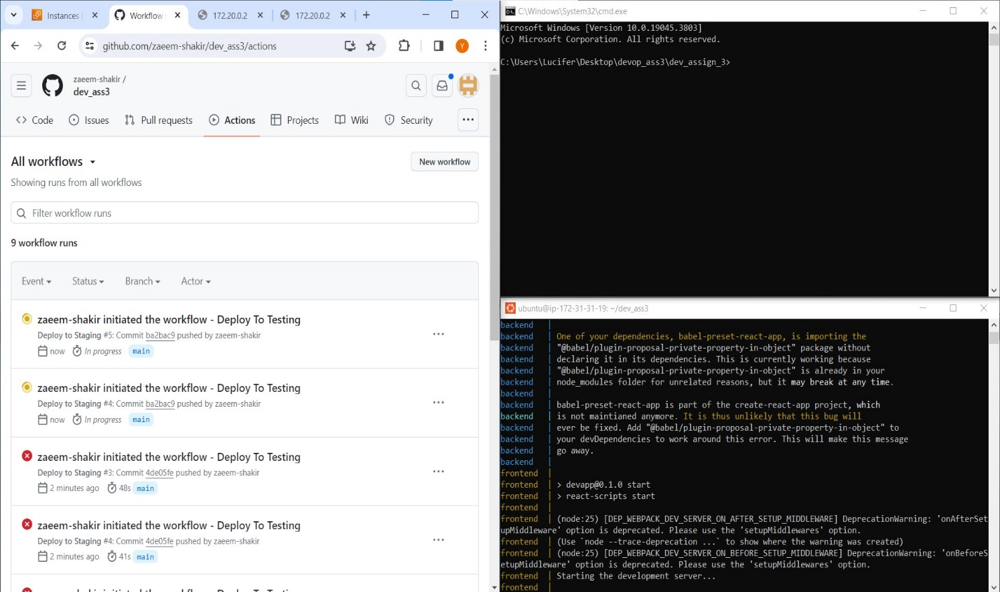 Instances
Workflow
172.20.0.2
172.20.0.2
github.com/zaeem-shakir/dev_ass3/actions
Y
zaeem-shakir /
dev_ass3
Code
Issues
Pull requests
Actions
Projects
Wiki
Security
All workflows
New workflow
Showing runs from all workflows
Filter workflow runs
9 workflow runs
Event
Status
Branch
Actor
zaeem-shakir initiated the workflow - Deploy To Testing
Deploy to Staging #5: Commit ba2bac9 pushed by zaeem-shakir
now In progress main
zaeem-shakir initiated the workflow - Deploy To Testing
Deploy to Staging #4: Commit ba2bac9 pushed by zaeem-shakir
now In progress main
zaeem-shakir initiated the workflow - Deploy To Testing
Deploy to Staging #3: Commit 4de05fe pushed by zaeem-shakir
2 minutes ago 48s main
zaeem-shakir initiated the workflow - Deploy To Testing
Deploy to Staging #4: Commit 4de05fe pushed by zaeem-shakir
2 minutes ago 41s main
C:\Windows\System32\cmd.exe
Microsoft Windows [Version 10.0.19045.3803]
(c) Microsoft Corporation. All rights reserved.
C:\Users\Lucifer\Desktop\devop_ass3\dev_assign_3>
ubuntu@ip-172-31-31-19: ~/dev_ass3
backend |
backend | One of your dependencies, babel-preset-react-app, is importing the
backend | "@babel/plugin-proposal-private-property-in-object" package without
backend | declaring it in its dependencies. This is currently working because
backend | "@babel/plugin-proposal-private-property-in-object" is already in your
backend | node_modules folder for unrelated reasons, but it may break at any time.
backend |
backend | babel-preset-react-app is part of the create-react-app project, which
backend | is not maintianed anymore. It is thus unlikely that this bug will
backend | ever be fixed. Add "@babel/plugin-proposal-private-property-in-object" to
backend | your devDependencies to work around this error. This will make this message
backend | go away.
backend |
frontend |
frontend | > devapp@0.1.0 start
frontend | > react-scripts start
frontend |
frontend | (node:25) [DEP_WEBPACK_DEV_SERVER_ON_AFTER_SETUP_MIDDLEWARE] DeprecationWarning: 'onAfterSet
upMiddleware' option is deprecated. Please use the 'setupMiddlewares' option.
frontend | (Use `node --trace-deprecation ...` to show where the warning was created)
frontend | (node:25) [DEP_WEBPACK_DEV_SERVER_ON_BEFORE_SETUP_MIDDLEWARE] DeprecationWarning: 'onBeforeS
etupMiddleware' option is deprecated. Please use the 'setupMiddlewares' option.
frontend | Starting the development server...
frontend |